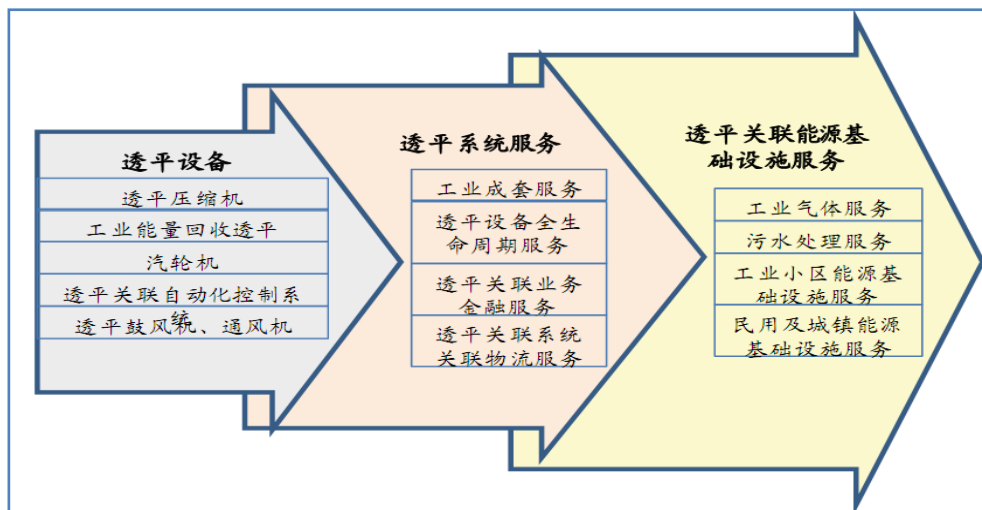 透平设备
透平压缩机
工业能量回收透平
汽轮机
透平关联自动化控制系
统
透平鼓风机、通风机
透平系统服务
工业成套服务
透平设备全生
命周期服务
透平关联业务
金融服务
透平关联系统
关联物流服务
透平关联能源基
础设施服务
工业气体服务
污水处理服务
工业小区能源基
础设施服务
民用及城镇能源
基础设施服务